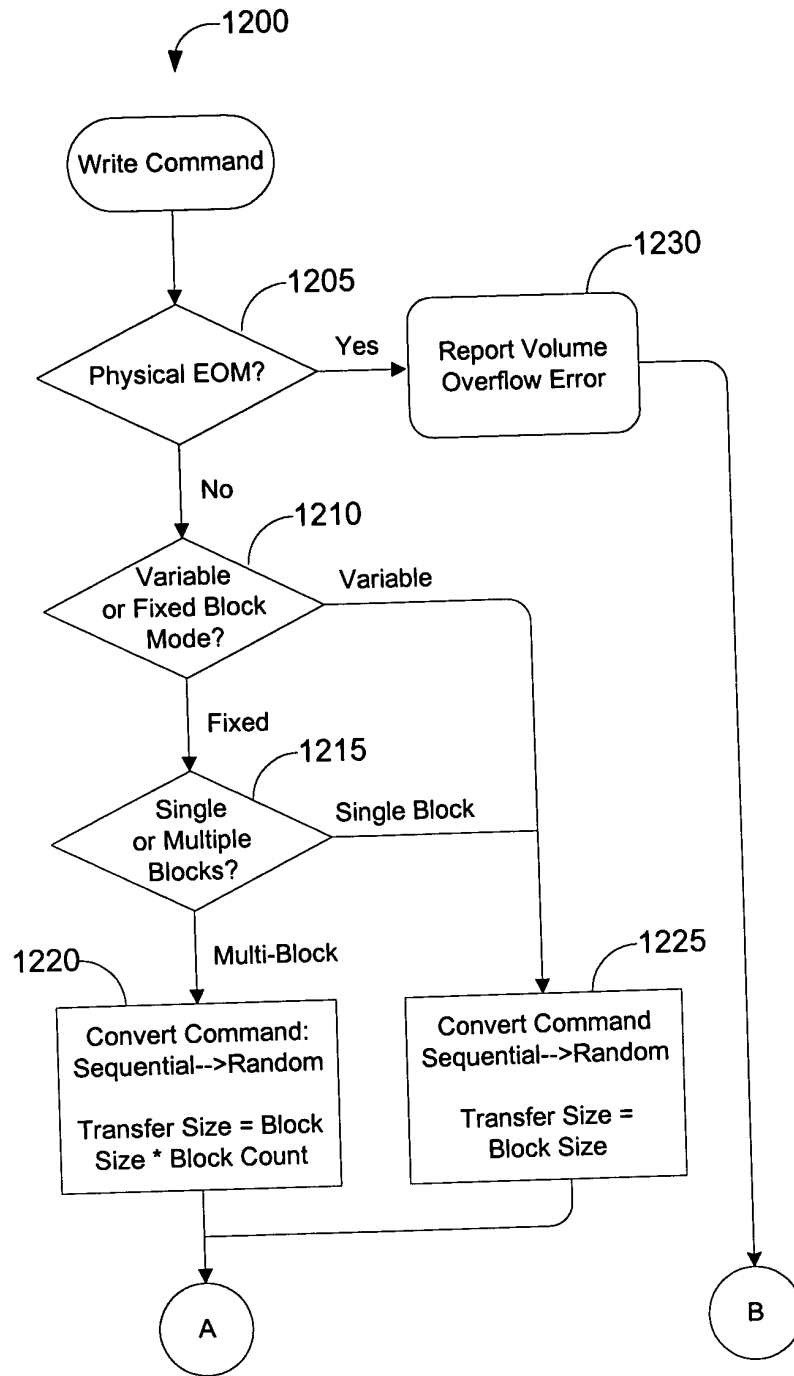 1200
Write Command
1205
Physical EOM?
Yes
1230
Report Volume
Overflow Error
No
1210
Variable
or Fixed Block
Mode?
Variable
Fixed
1215
Single
or Multiple
Blocks?
Single Block
Multi-Block
1220
Convert Command:
Sequential-->Random
Transfer Size = Block
Size * Block Count
1225
Convert Command
Sequential-->Random
Transfer Size =
Block Size
A
B